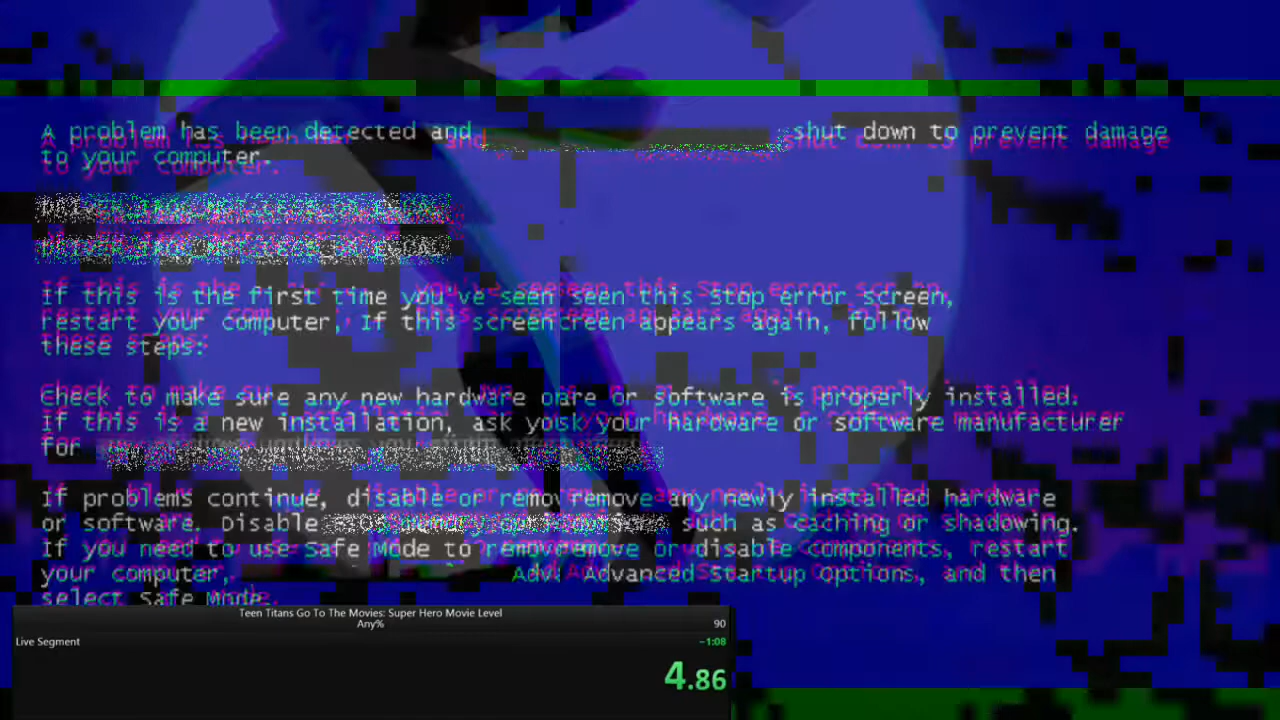 A problem has been detected and shut down to prevent damage
to your computer.
If this is the first time you've seen seen this Stop error screen,
restart your computer, If this screen creen appears again, follow
these steps:
Check to make sure any new hardware or software is properly installed.
If this is a new installation, ask your hardware or software manufacturer
for
If problems continue, disable or remov remove any newly installed hardware
or software. Disable such as caching or shadowing.
If you need to use Safe Mode to remov remove or disable components, restart
your computer, Adva Advanced Startup Options, and then
select Safe Mode.
Teen Titans Go To The Movies: Super Hero Movie Level
Any% 90
Live Segment −1:08
4.86